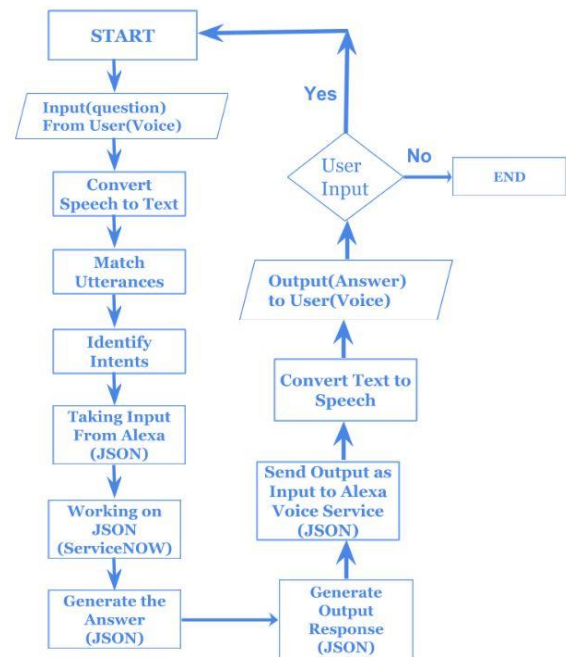 START
Input(question)
From User(Voice)
Convert
Speech to Text
Match
Utterances
Identify
Intents
Taking Input
From Alexa
(JSON)
Working on
JSON
(ServiceNOW)
Generate the
Answer
(JSON)
Generate
Output
Response
(JSON)
Send Output as
Input to Alexa
Voice Service
(JSON)
Convert Text to
Speech
Output(Answer)
to User(Voice)
User
Input
Yes
No
END